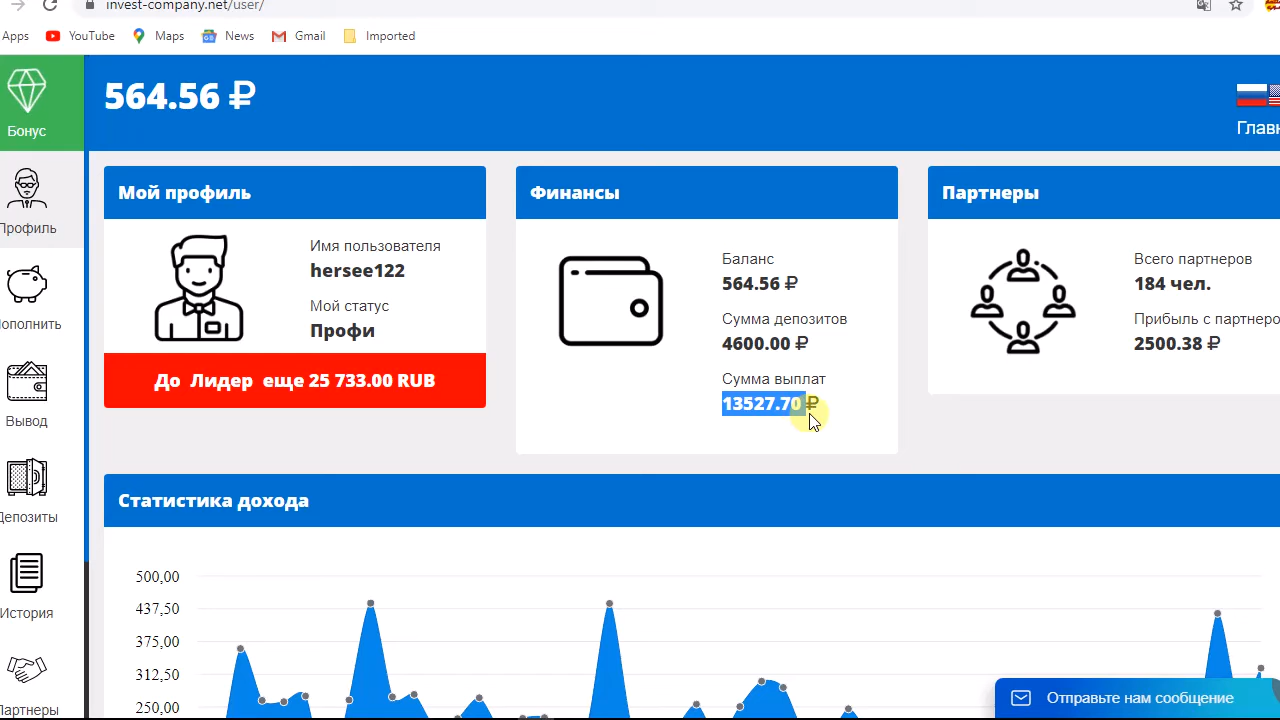 invest-company.net/user/
Apps YouTube Maps News Gmail Imported
564.56 ₽
Бонус
Главн
Мой профиль
Имя пользователя
hersee122
Мой статус
Профи
До Лидер еще 25 733.00 RUB
Финансы
Баланс
564.56 ₽
Сумма депозитов
4600.00 ₽
Сумма выплат
13527.70 ₽
Партнеры
Всего партнеров
184 чел.
Прибыль с партнеро
2500.38 ₽
Профиль
ополнить
Вывод
Депозиты
История
Партнеры
Статистика дохода
500,00
437,50
375,00
312,50
250,00
Отправьте нам сообщение